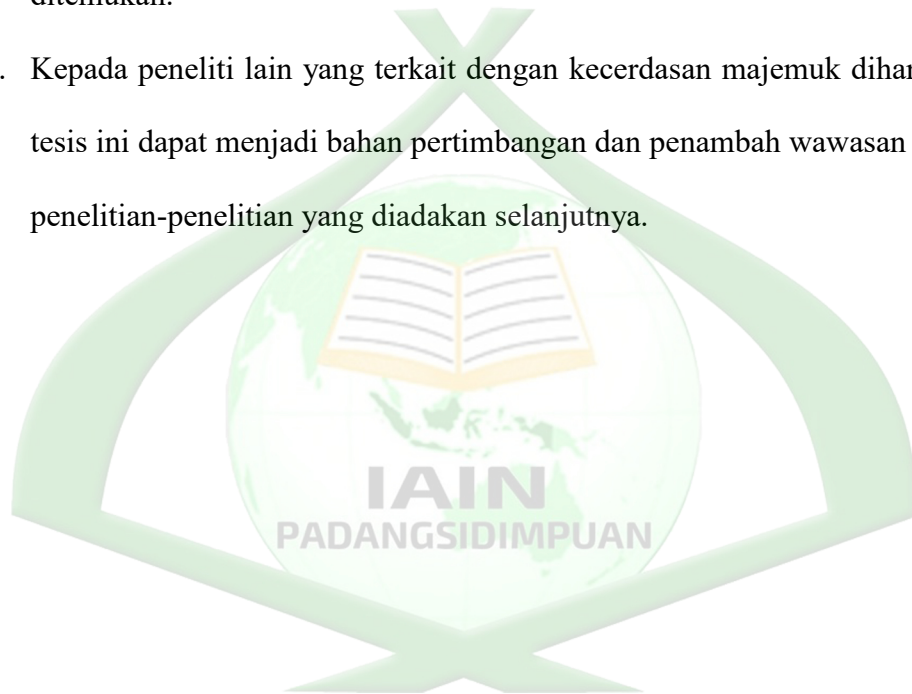 ditemukan.
. Kepada peneliti lain yang terkait dengan kecerdasan majemuk dihar
tesis ini dapat menjadi bahan pertimbangan dan penambah wawasan
penelitian-penelitian yang diadakan selanjutnya.
IAIN
PADANGSIDIMPUAN